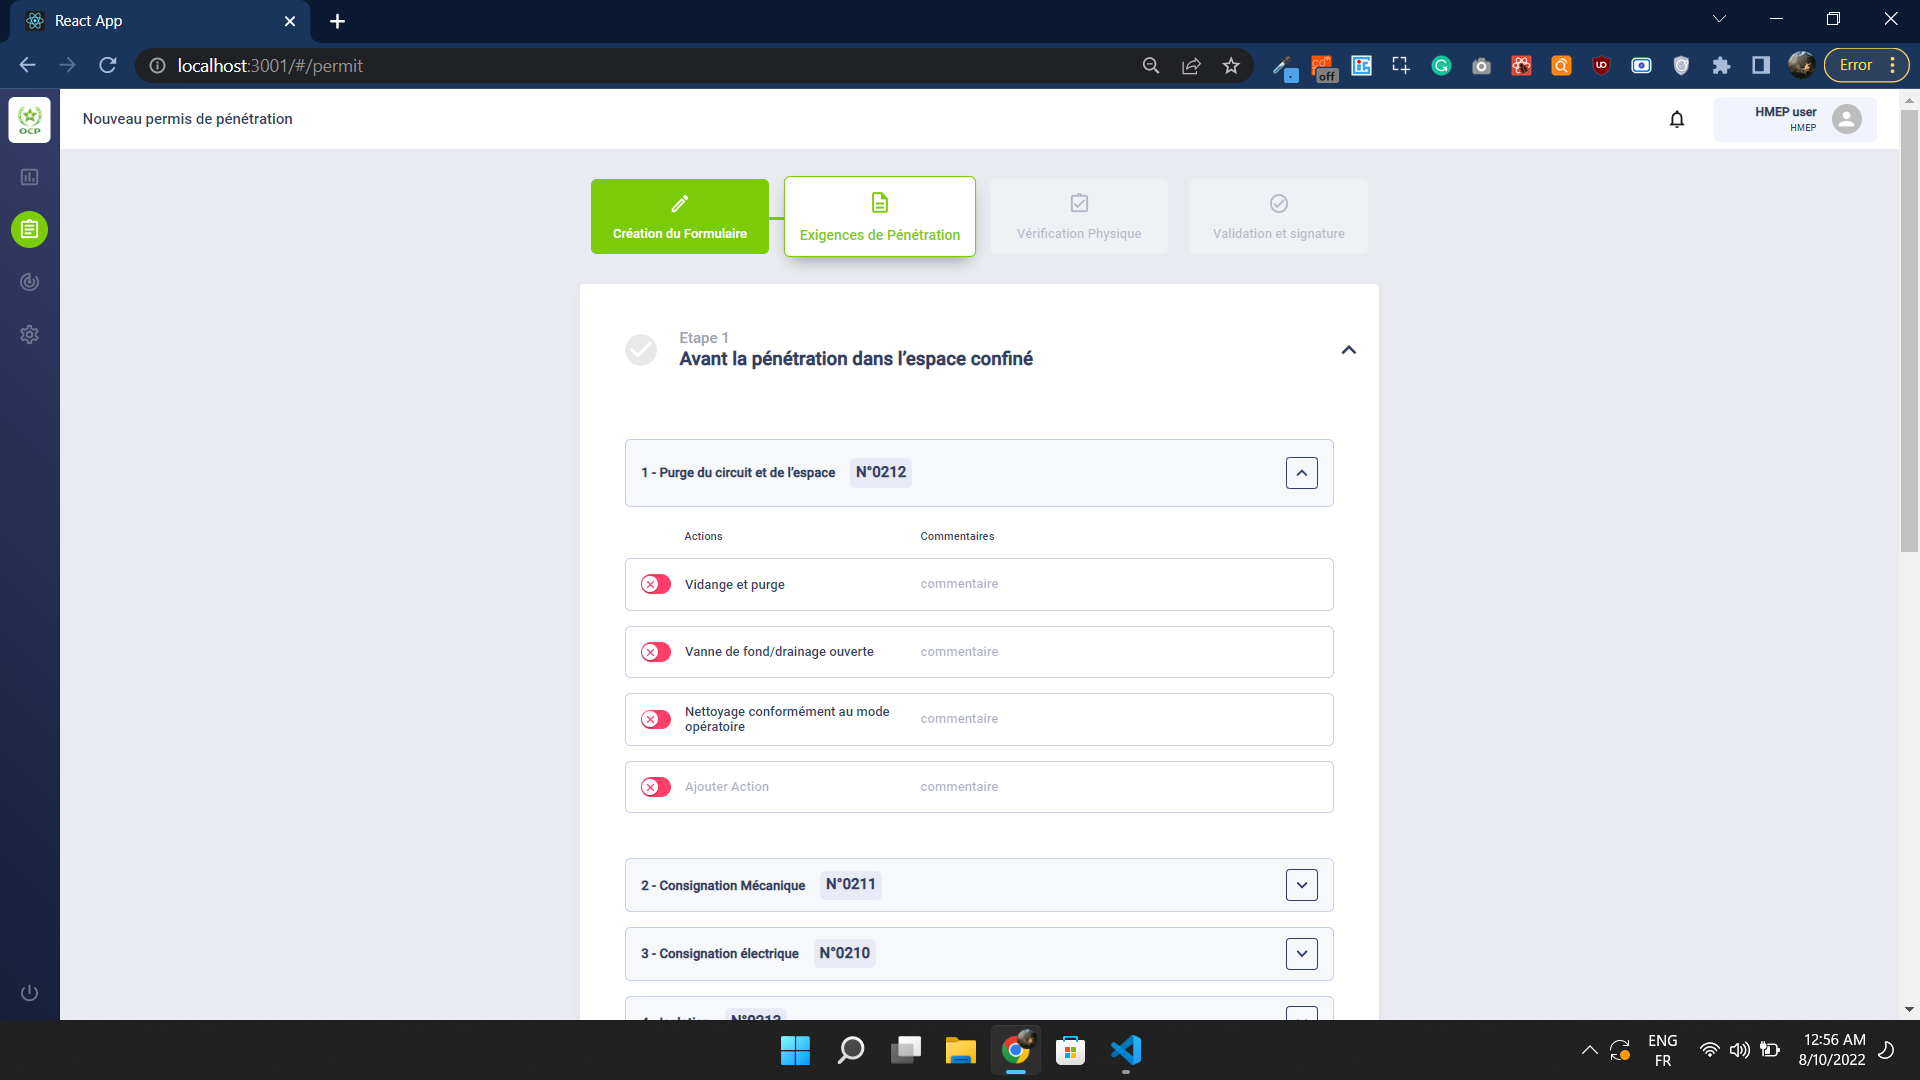 React App
localhost:3001/#/permit
off
Error
OCP
Nouveau permis de pénétration
HMEP user
HMEP
Création du Formulaire
Exigences de Pénétration
Vérification Physique
Validation et signature
Etape 1
Avant la pénétration dans l’espace confiné
1 - Purge du circuit et de l’espace N°0212
Actions Commentaires
Vidange et purge commentaire
Vanne de fond/drainage ouverte commentaire
Nettoyage conformément au mode
opératoire
commentaire
Ajouter Action commentaire
2 - Consignation Mécanique N°0211
3 - Consignation électrique N°0210
N°0213
ENG
FR
12:56 AM
8/10/2022